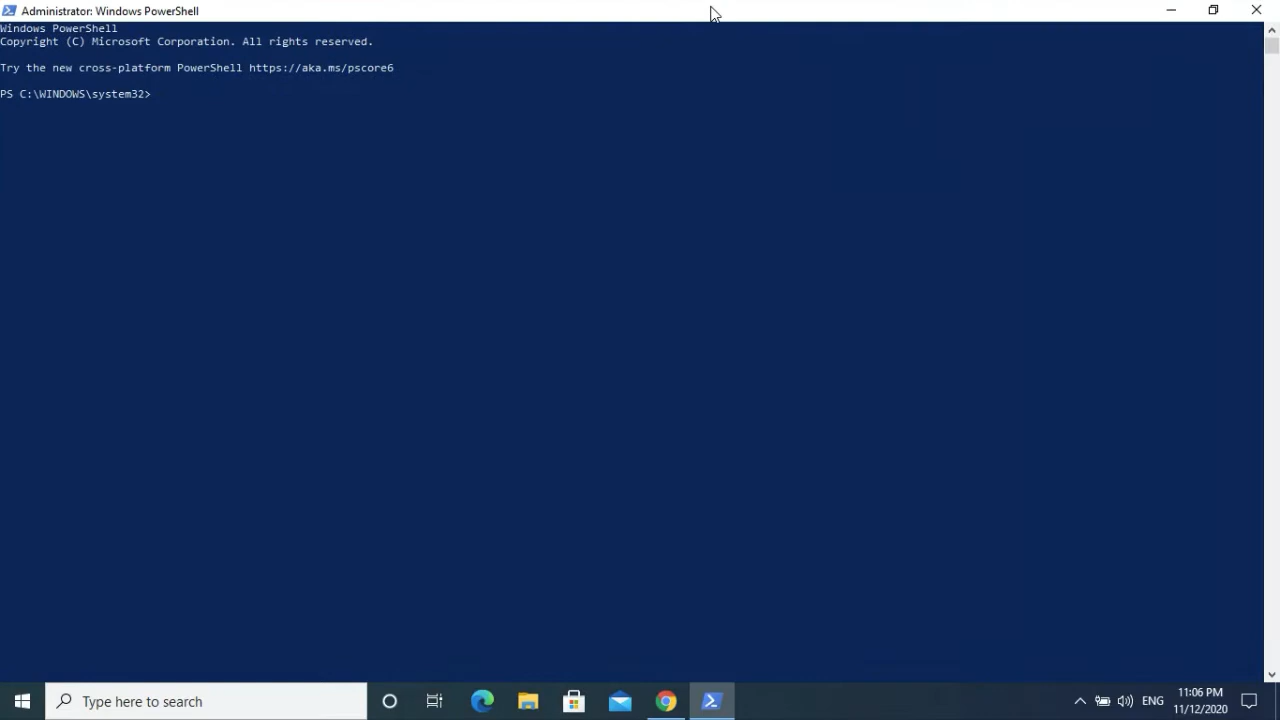 Administrator: Windows PowerShell
Windows PowerShell
Copyright (C) Microsoft Corporation. All rights reserved.
Try the new cross-platform PowerShell https://aka.ms/pscore6
PS C:\WINDOWS\system32>
Type here to search
ENG
11:06 PM
11/12/2020